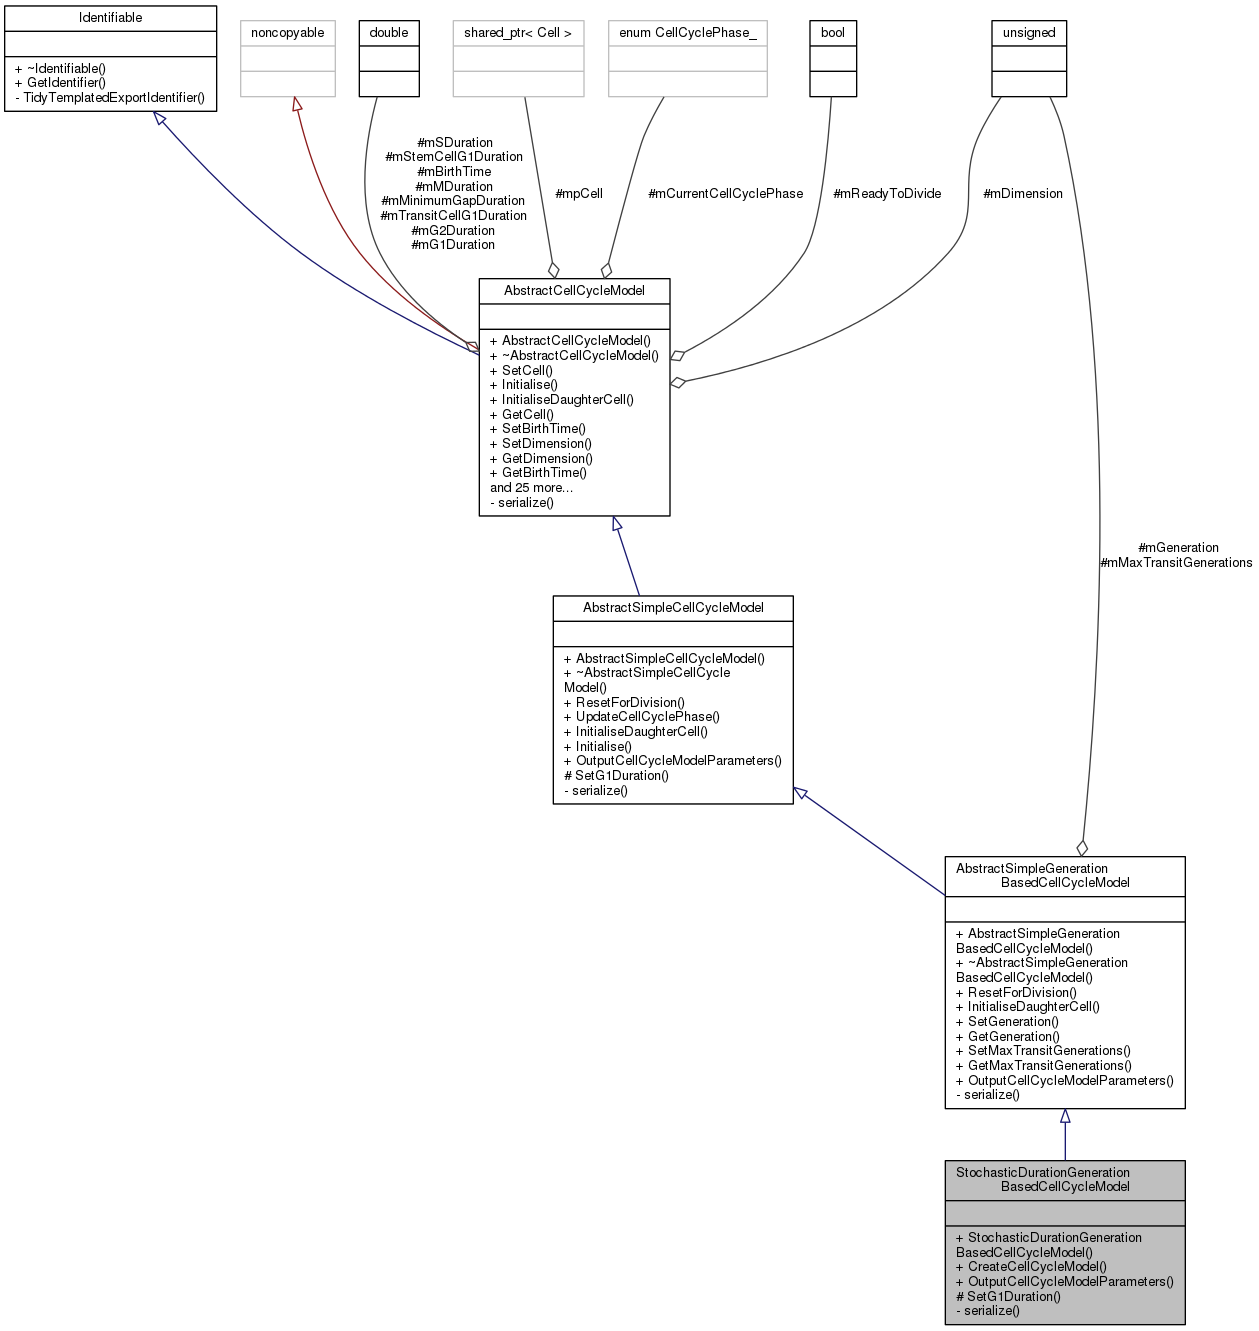 Identifiable
+ ~Identifiable()
+ GetIdentifier()
- TidyTemplatedExportIdentifier()
noncopyable
double
shared_ptr< Cell >
enum CellCyclePhase_
bool
unsigned
#mSDuration
#mStemCellG1Duration
#mBirthTime
#mMDuration
#mMinimumGapDuration
#mTransitCellG1Duration
#mG2Duration
#mG1Duration
#mpCell
#mCurrentCellCyclePhase
#mReadyToDivide
#mDimension
AbstractCellCycleModel
+ AbstractCellCycleModel()
+ ~AbstractCellCycleModel()
+ SetCell()
+ Initialise()
+ InitialiseDaughterCell()
+ GetCell()
+ SetBirthTime()
+ SetDimension()
+ GetDimension()
+ GetBirthTime()
and 25 more...
- serialize()
#mGeneration
#mMaxTransitGenerations
AbstractSimpleCellCycleModel
+ AbstractSimpleCellCycleModel()
+ ~AbstractSimpleCellCycle
Model()
+ ResetForDivision()
+ UpdateCellCyclePhase()
+ InitialiseDaughterCell()
+ Initialise()
+ OutputCellCycleModelParameters()
# SetG1Duration()
- serialize()
AbstractSimpleGeneration
BasedCellCycleModel
+ AbstractSimpleGeneration
BasedCellCycleModel()
+ ~AbstractSimpleGeneration
BasedCellCycleModel()
+ ResetForDivision()
+ InitialiseDaughterCell()
+ SetGeneration()
+ GetGeneration()
+ SetMaxTransitGenerations()
+ GetMaxTransitGenerations()
+ OutputCellCycleModelParameters()
- serialize()
StochasticDurationGeneration
BasedCellCycleModel
+ StochasticDurationGeneration
BasedCellCycleModel()
+ CreateCellCycleModel()
+ OutputCellCycleModelParameters()
# SetG1Duration()
- serialize()